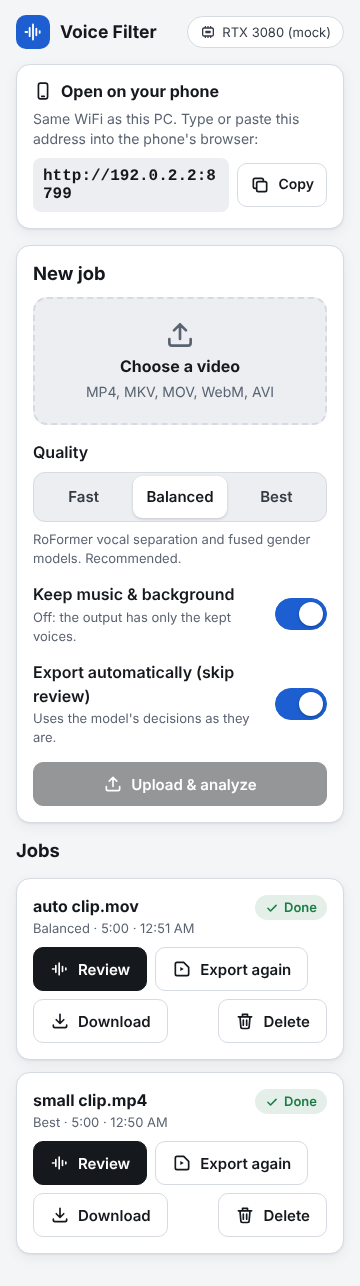 Voice Filter
RTX 3080 (mock)
Open on your phone
Same WiFi as this PC. Type or paste this
address into the phone's browser:
http://192.0.2.2:8
799
Copy
New job
Choose a video
MP4, MKV, MOV, WebM, AVI
Quality
Fast
Balanced
Best
RoFormer vocal separation and fused gender
models. Recommended.
Keep music & background
Off: the output has only the kept
voices.
Export automatically (skip
review)
Uses the model's decisions as they
are.
Upload & analyze
Jobs
auto clip.mov
Done
Balanced · 5:00 · 12:51 AM
Review
Export again
Download
Delete
small clip.mp4
Done
Best · 5:00 · 12:50 AM
Review
Export again
Download
Delete